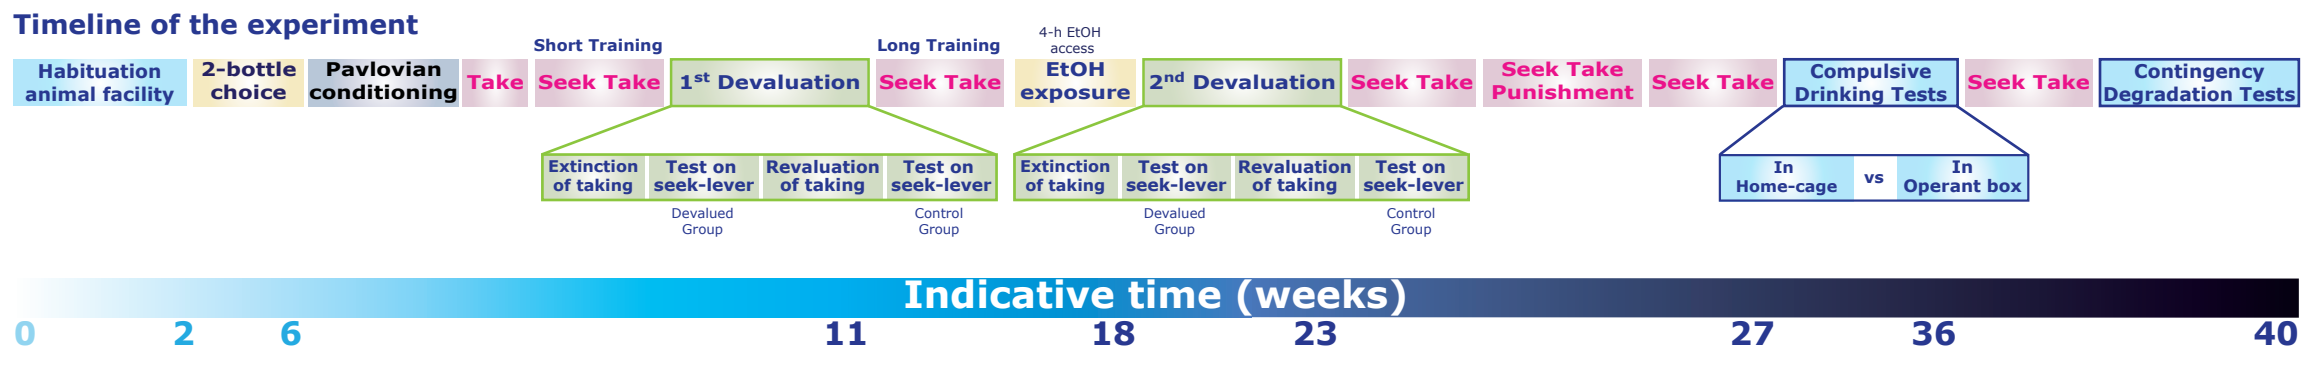 Timeline of the experiment
Short Training
Long Training
4-h EtOH
access
Habituation
animal facility
2-bottle
choice
Pavlovian
conditioning
Take
Seek Take
1st Devaluation
Seek Take
EtOH
exposure
2nd Devaluation
Seek Take
Seek Take
Punishment
Seek Take
Compulsive
Drinking Tests
Seek Take
Contingency
Degradation Tests
Extinction
of taking
Test on
seek-lever
Revaluation
of taking
Test on
seek-lever
Devalued
Group
Control
Group
Extinction
of taking
Test on
seek-lever
Revaluation
of taking
Test on
seek-lever
Devalued
Group
Control
Group
In
Home-cage
vs
In
Operant box
Indicative time (weeks)
0 2 6 11 18 23 27 36 40